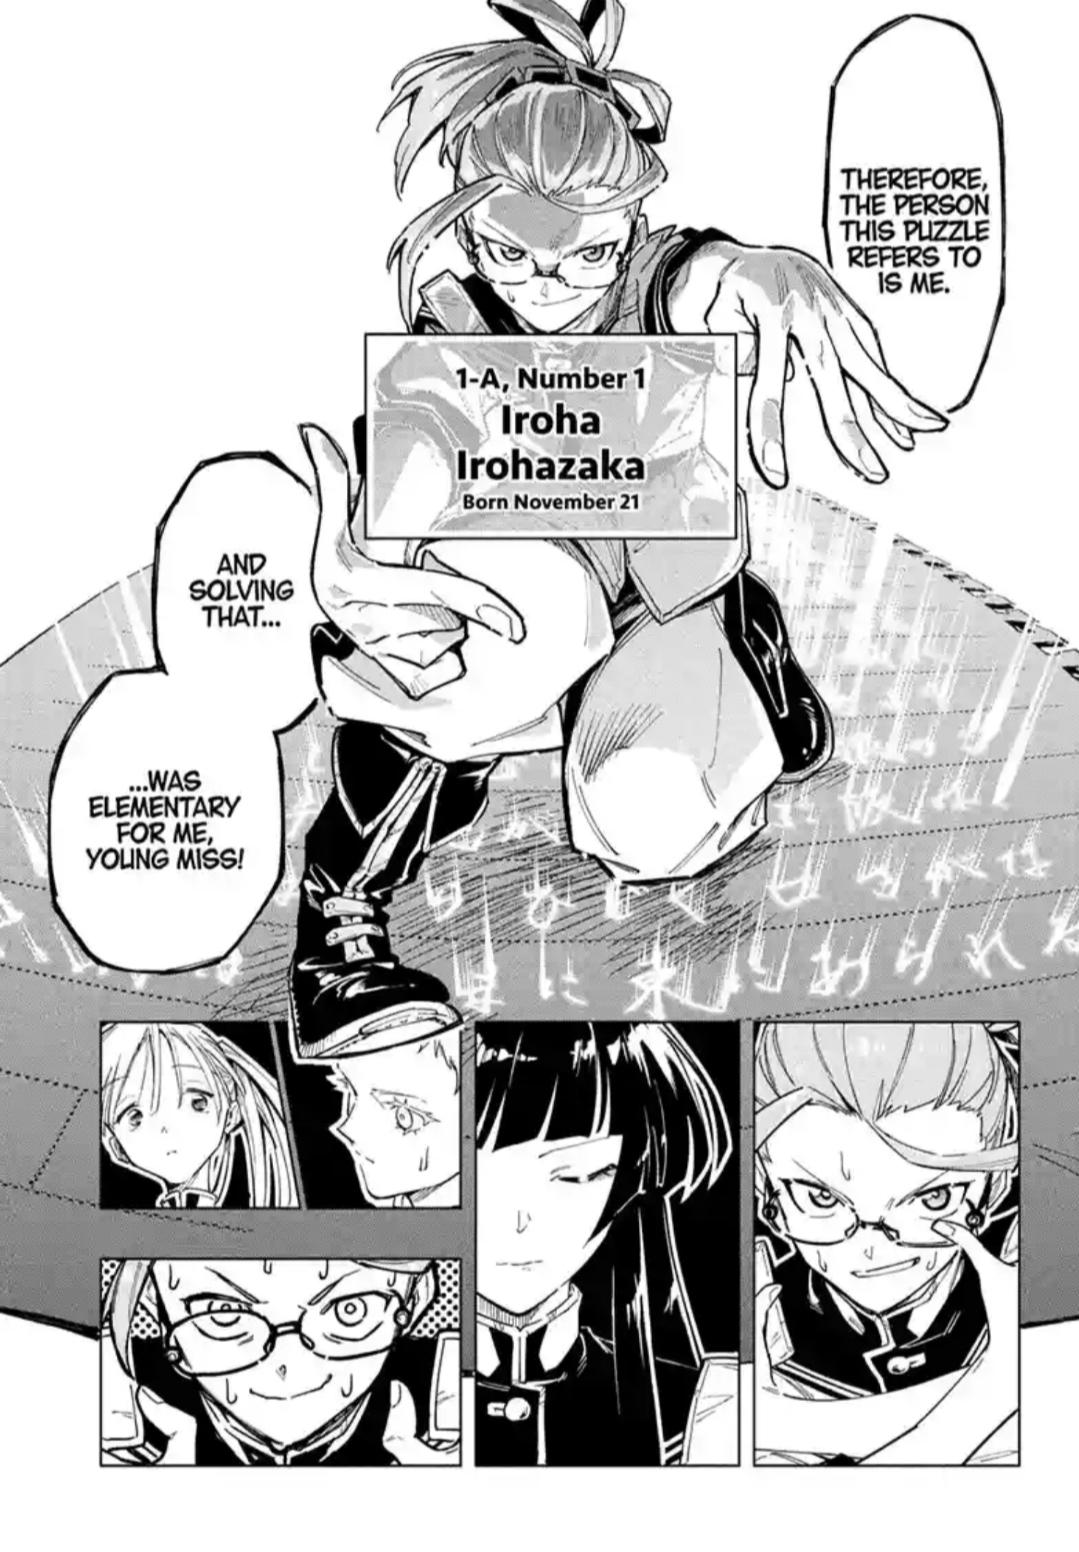 THEREFORE,
THE PERSON
THIS PUZZLE
REFERS TO
IS ME.
1-A, Number 1
Iroha
Irohazaka
Born November 21
AND
SOLVING
THAT...
...WAS
ELEMENTARY
FOR ME,
YOUNG MISS!